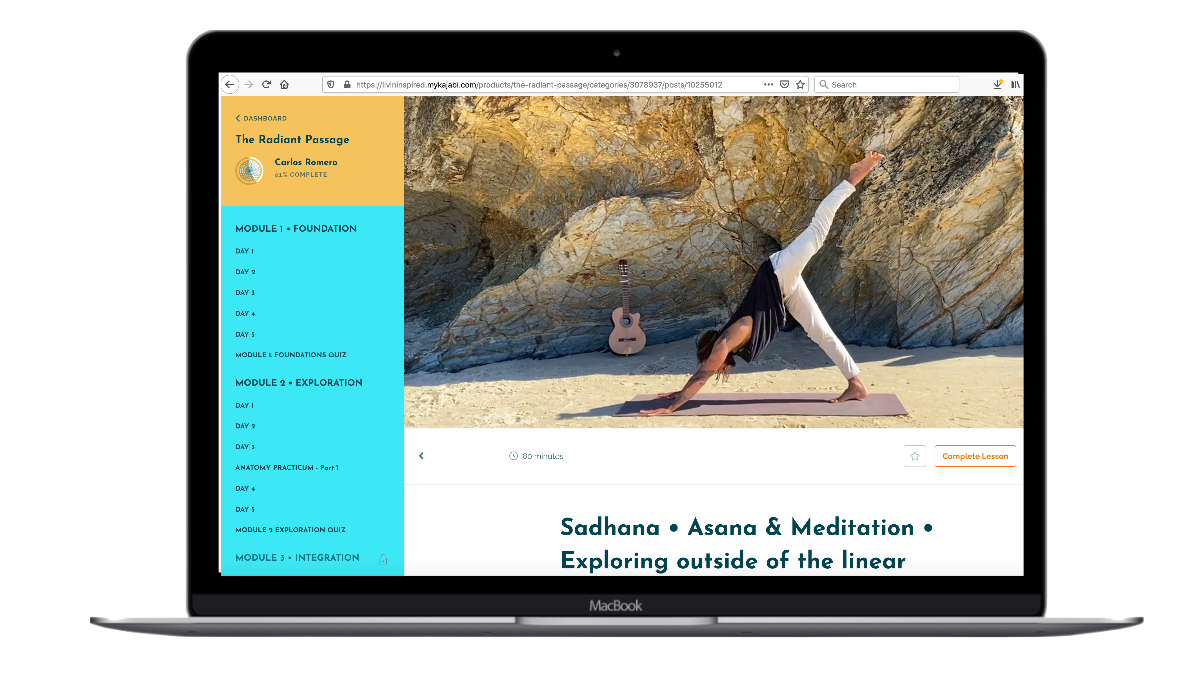 https://livininspired.mykajabi.com/products/the-radiant-passage/categories/3078937/posts/10255012
Search
DASHBOARD
The Radiant Passage
Carlos Romero
41% COMPLETE
MODULE 1 • FOUNDATION
DAY 1
DAY 2
DAY 3
DAY 4
DAY 5
MODULE 1: FOUNDATIONS QUIZ
MODULE 2 • EXPLORATION
DAY 1
DAY 2
DAY 3
ANATOMY PRACTICUM - Part 1
DAY 4
DAY 5
MODULE 2 EXPLORATION QUIZ
MODULE 3 • INTEGRATION
80 minutes
Complete Lesson
Sadhana • Asana & Meditation •
Exploring outside of the linear
MacBook